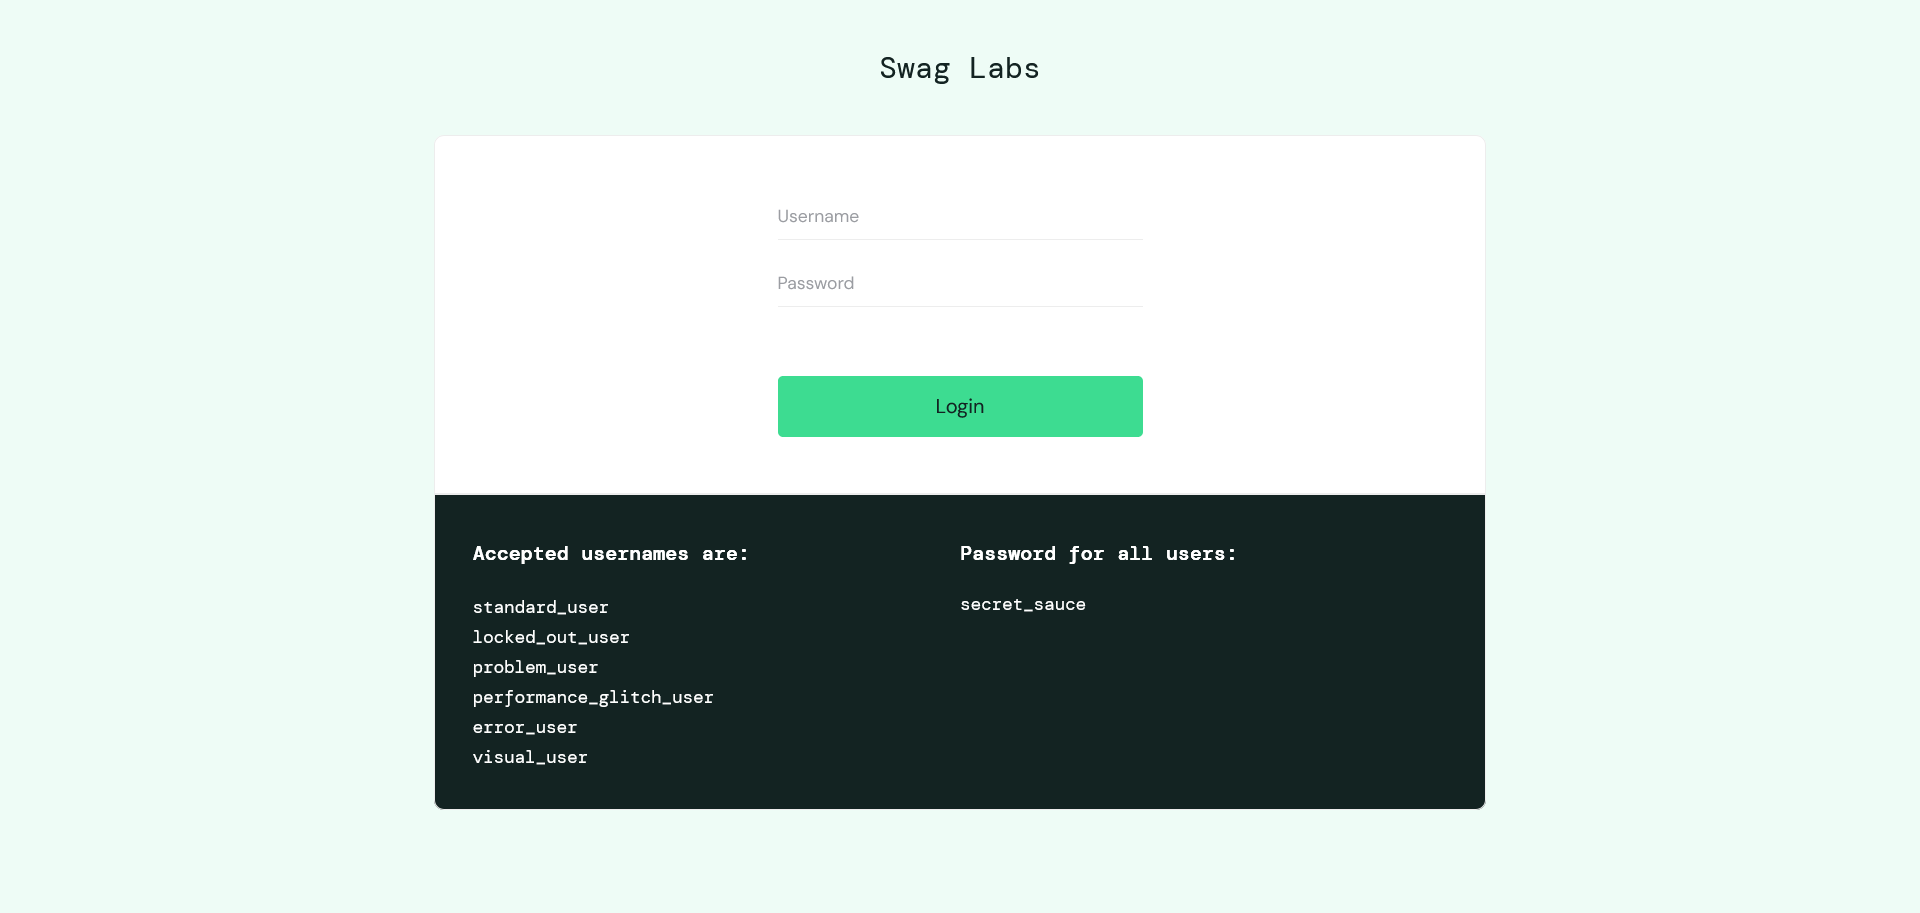 Swag Labs
Username
Password
Login
Accepted usernames are:
standard_user
locked_out_user
problem_user
performance_glitch_user
error_user
visual_user
Password for all users:
secret_sauce